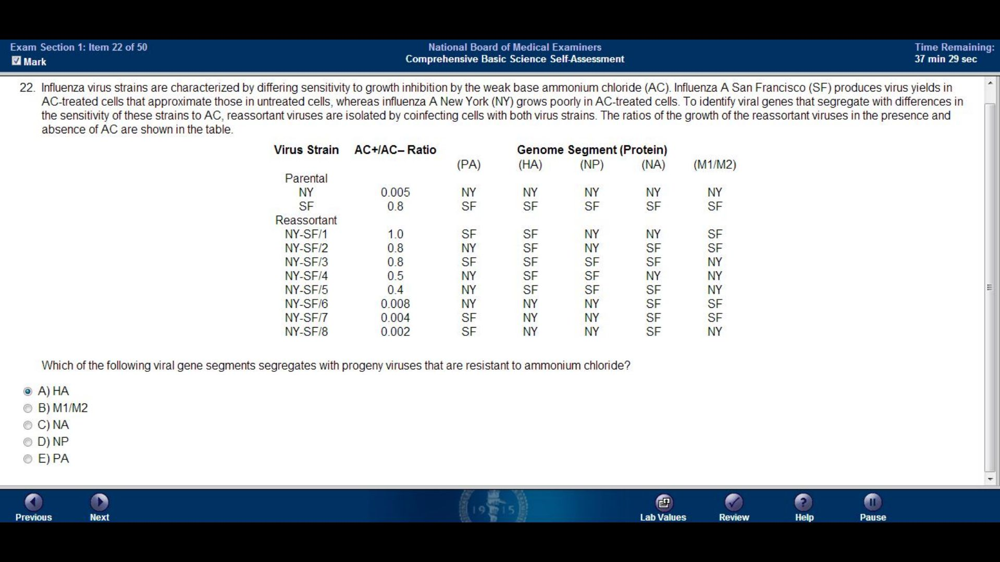 Exam Section 1: Item 22 of 50
Mark
National Board of Medical Examiners
Comprehensive Basic Science Self-Assessment
Time Remaining:
37 min 29 sec
22. Influenza virus strains are characterized by differing sensitivity to growth inhibition by the weak base ammonium chloride (AC). Influenza A San Francisco (SF) produces virus yields in
AC-treated cells that approximate those in untreated cells, whereas influenza A New York (NY) grows poorly in AC-treated cells. To identify viral genes that segregate with differences in
the sensitivity of these strains to AC, reassortant viruses are isolated by coinfecting cells with both virus strains. The ratios of the growth of the reassortant viruses in the presence and
absence of AC are shown in the table.
Virus Strain AC+/AC– Ratio Genome Segment (Protein)
(PA) (HA) (NP) (NA) (M1/M2)
Parental
NY 0.005 NY NY NY NY NY
SF 0.8 SF SF SF SF SF
Reassortant
NY-SF/1 1.0 SF SF NY NY SF
NY-SF/2 0.8 NY SF NY SF SF
NY-SF/3 0.8 SF SF SF SF NY
NY-SF/4 0.5 NY SF SF NY NY
NY-SF/5 0.4 NY SF SF SF NY
NY-SF/6 0.008 NY NY NY SF SF
NY-SF/7 0.004 SF NY NY SF SF
NY-SF/8 0.002 SF NY NY SF NY
Which of the following viral gene segments segregates with progeny viruses that are resistant to ammonium chloride?
A) HA
B) M1/M2
C) NA
D) NP
E) PA
1915
Previous
Next
Lab Values
Review
Help
Pause